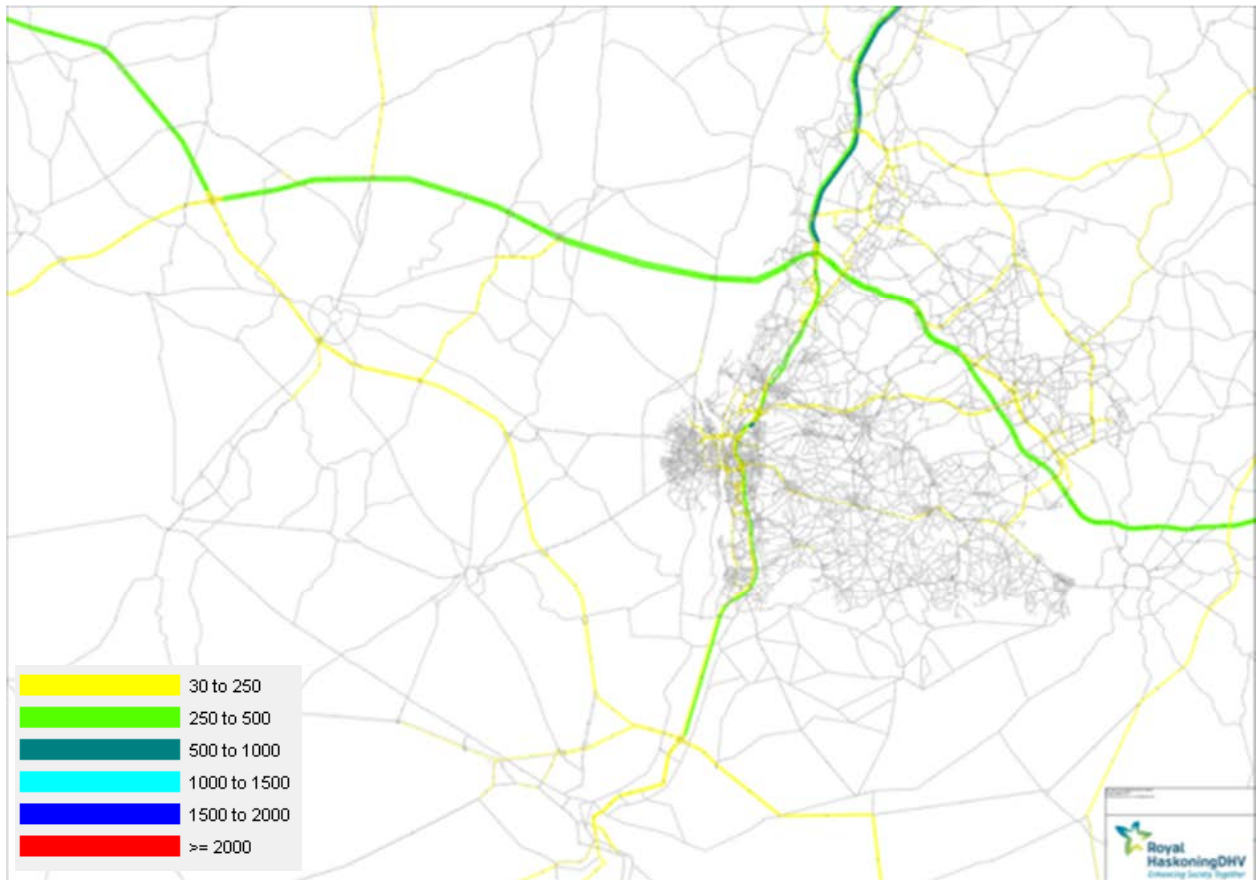 30 to 250
250 to 500
500 to 1000
1000 to 1500
1500 to 2000
>= 2000
Royal
HaskoningDHV
Enhancing Society Together